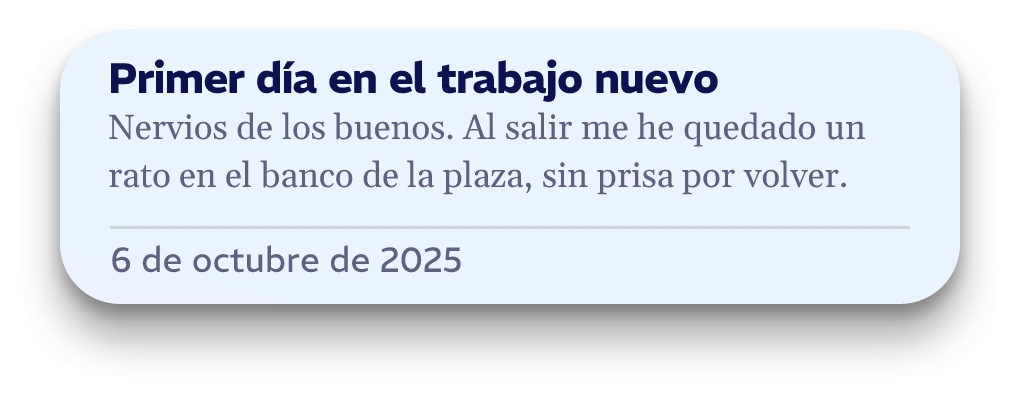 Primer día en el trabajo nuevo
Nervios de los buenos. Al salir me he quedado un
rato en el banco de la plaza, sin prisa por volver.
6 de octubre de 2025